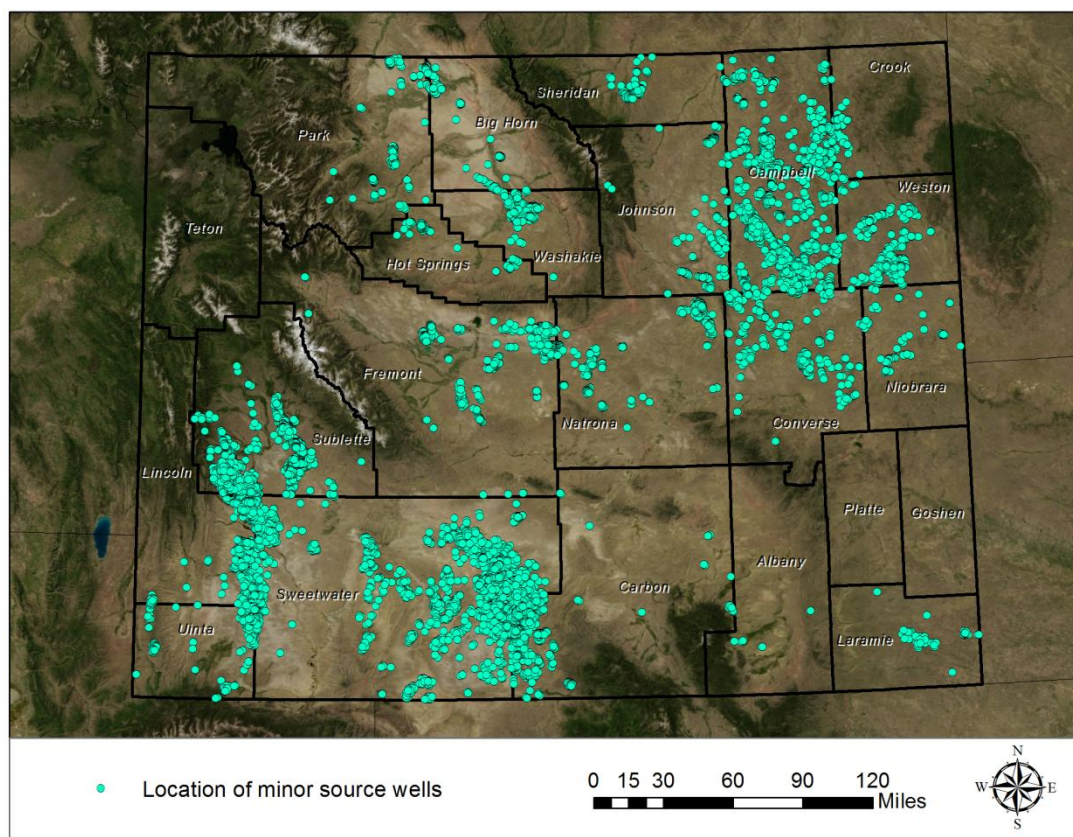 Crook
Sheridan
Big Horn
Park
Campbell
Weston
Johnson
Teton
Washakie
Hot Springs
Fremont
Niobrara
Natrona
Converse
Sublette
Lincoln
Platte
Goshen
Albany
Carbon
Sweetwater
Uinta
Laramie
Location of minor source wells
0 15 30 60 90 120
Miles
N
W E
S